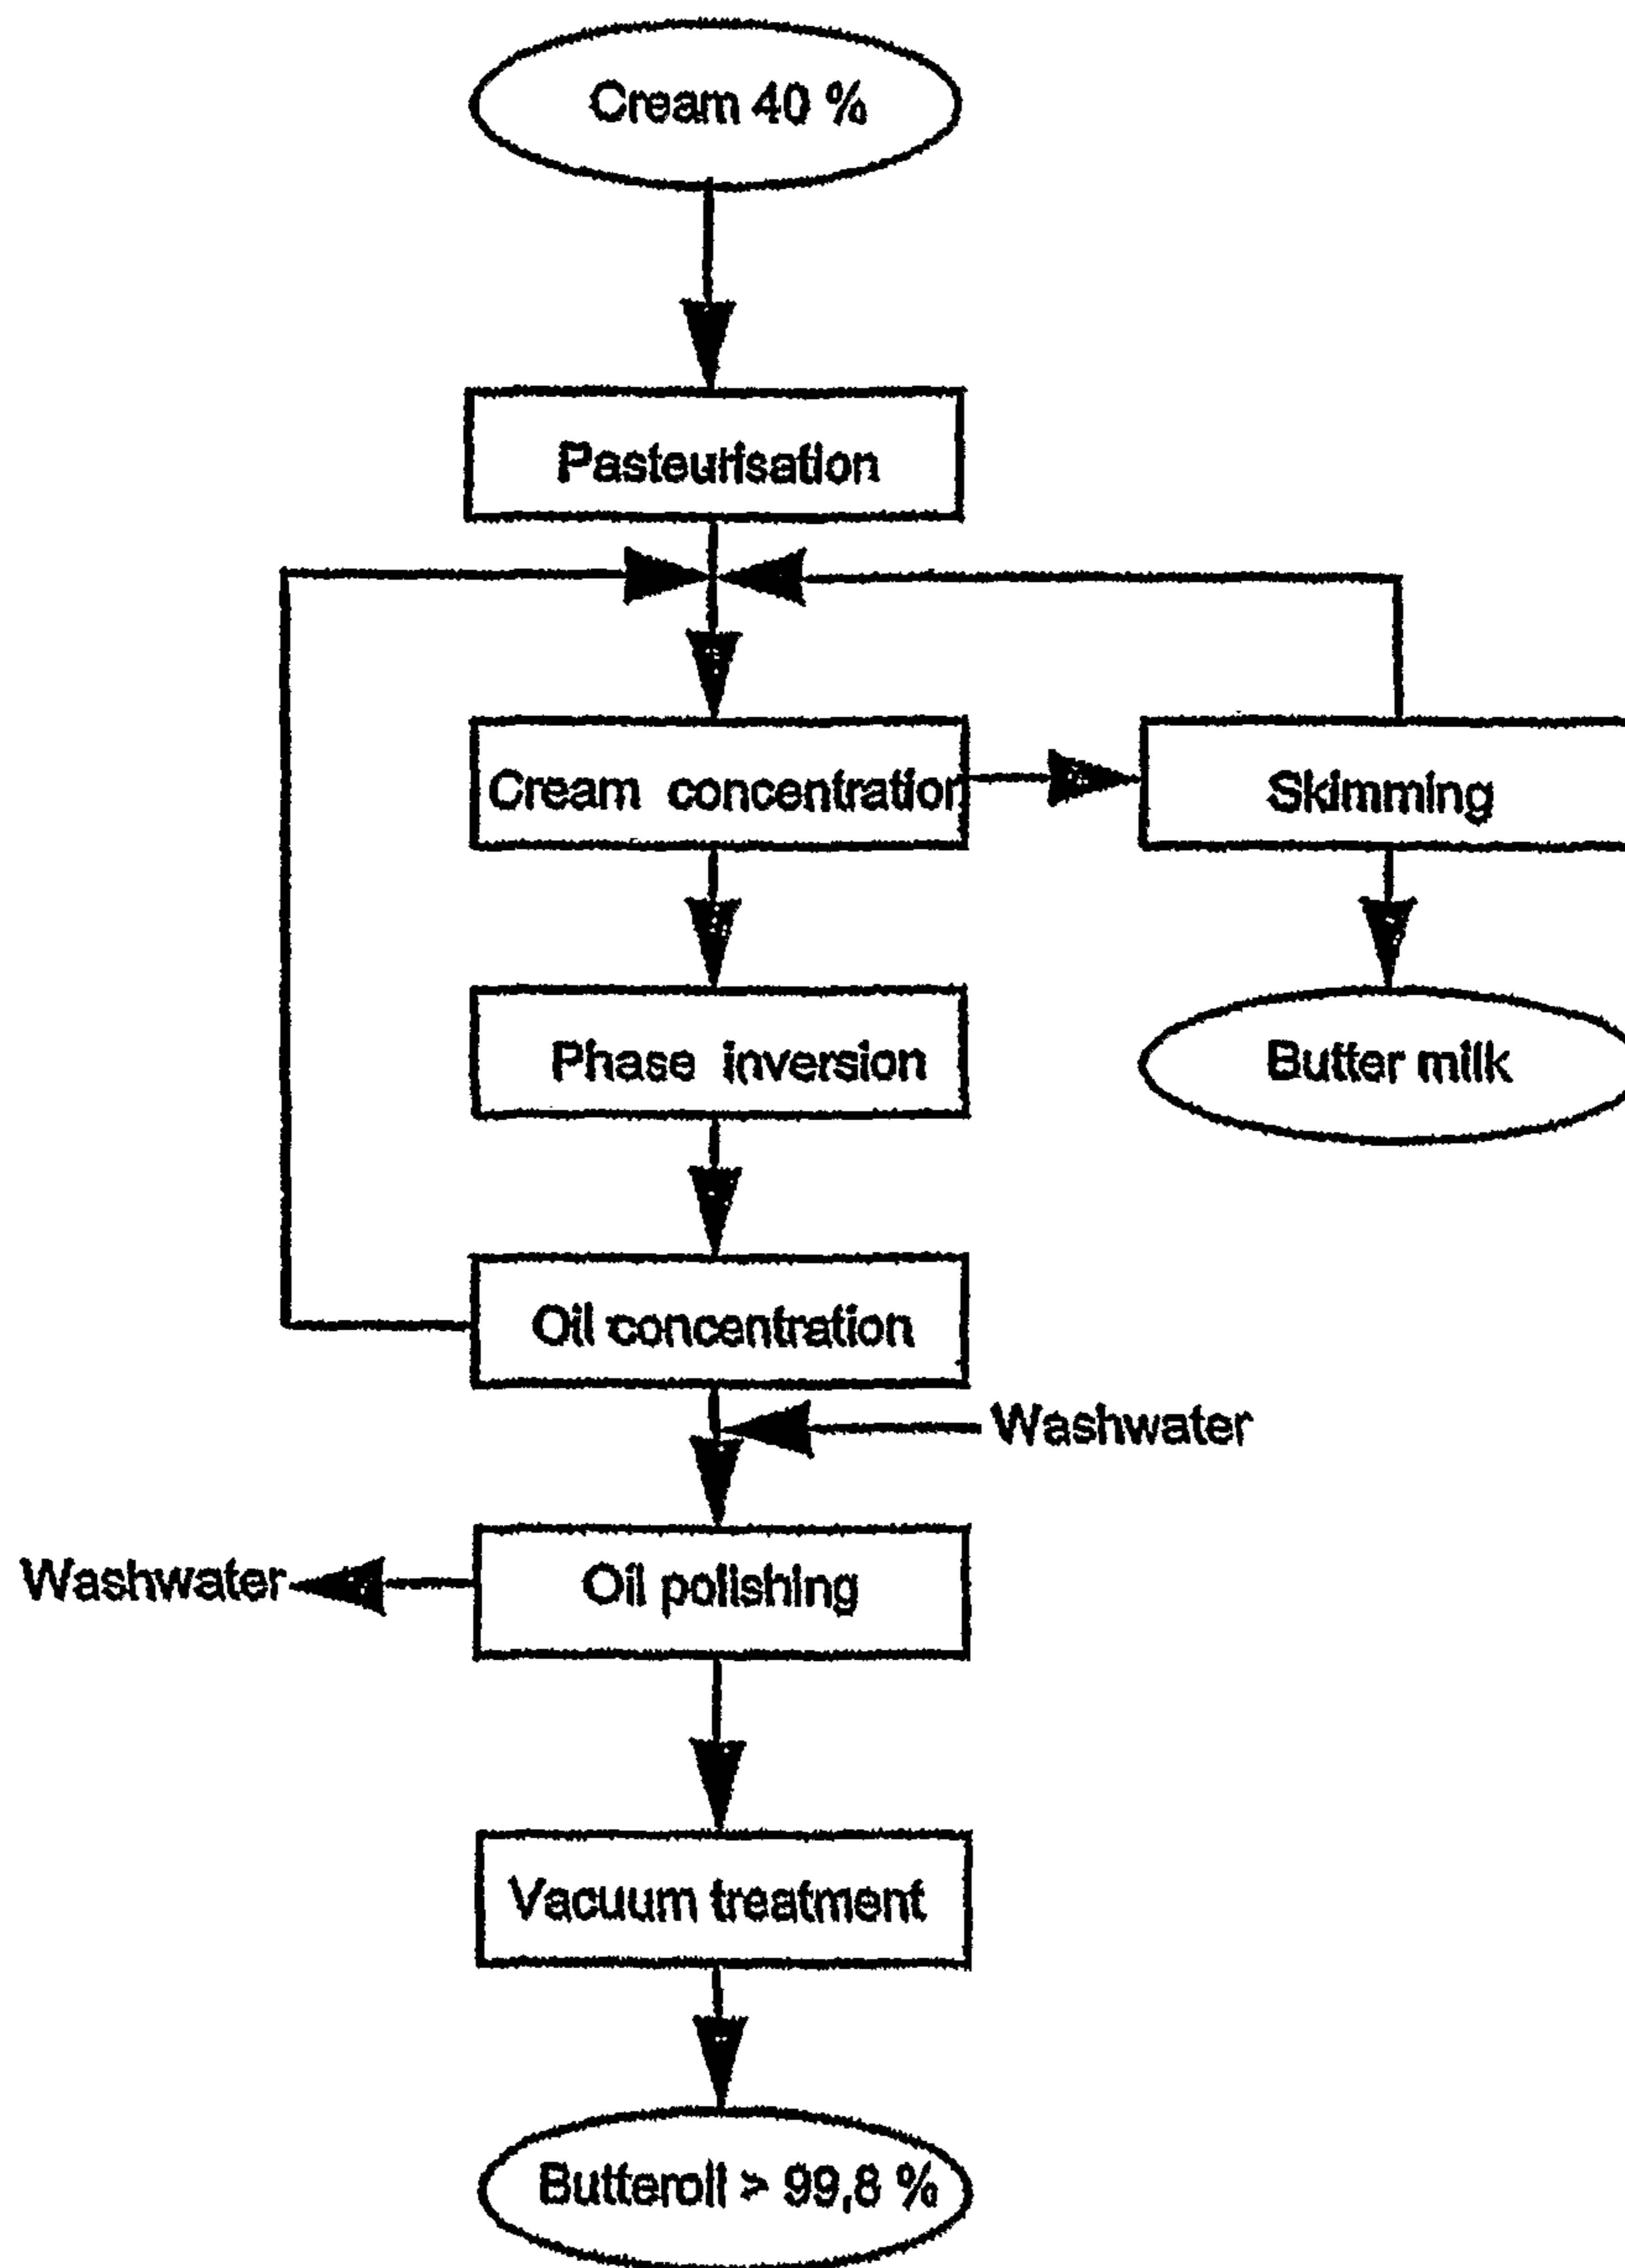 Cream 40 %
Pasteurisation
Cream concentration
Skimming
Phase inversion
Butter milk
Oil concentration
Washwater
Washwater
Oil polishing
Vacuum treatment
Butteroil > 99,8 %